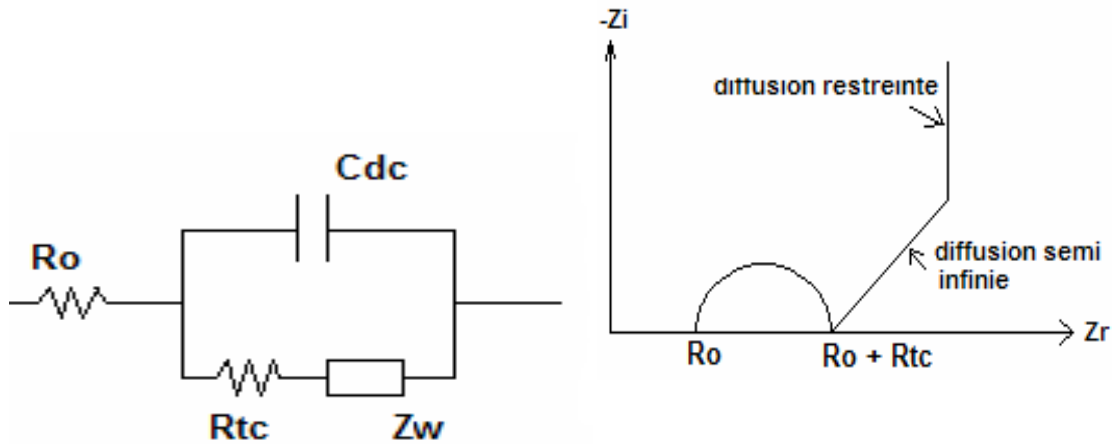 Cdc
Ro
Rtc
Zw
-Zi
diffusion restreinte
diffusion semi
infinie
Zr
Ro
Ro + Rtc